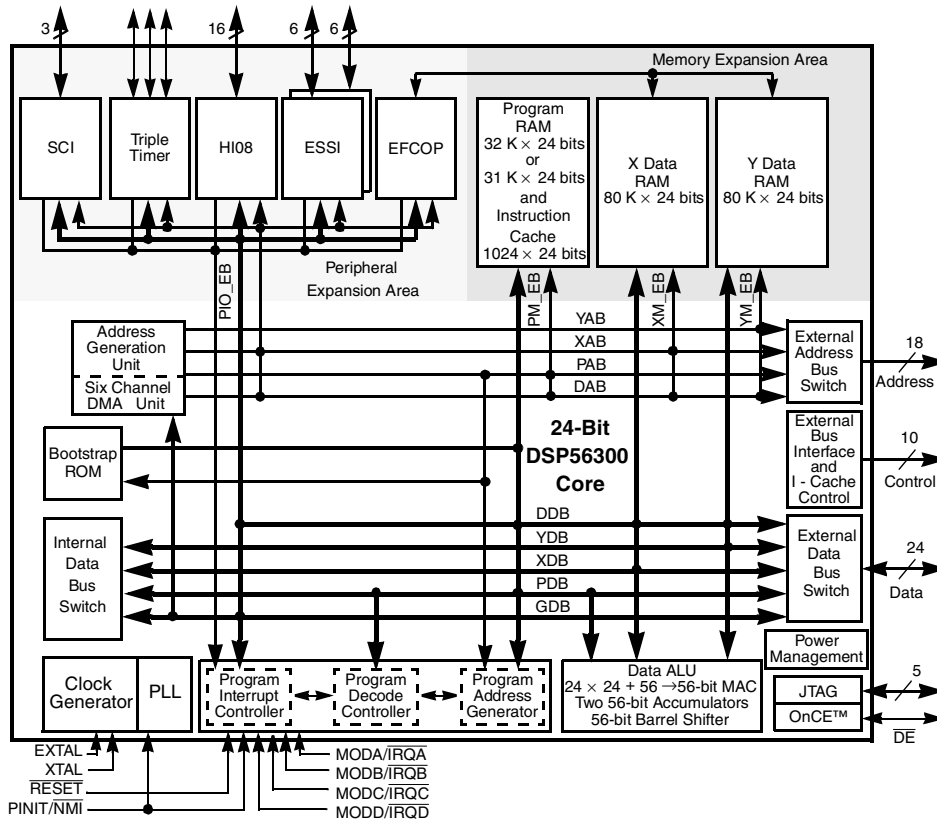 3
16
6
6
Memory Expansion Area
SCI
Triple
Timer
HI08
ESSI
EFCOP
Program
RAM
32 K × 24 bits
or
31 K × 24 bits
and
Instruction
Cache
1024 × 24 bits
X Data
RAM
80 K × 24 bits
Y Data
RAM
80 K × 24 bits
Peripheral
Expansion Area
PIO_EB
PM_EB
XM_EB
YM_EB
Address
Generation
Unit
Six Channel
DMA Unit
YAB
XAB
PAB
DAB
External
Address
Bus
Switch
18
Address
24-Bit
DSP56300
Core
Bootstrap
ROM
External
Bus
Interface
and
I - Cache
Control
10
Control
Internal
Data
Bus
Switch
DDB
YDB
XDB
PDB
GDB
External
Data
Bus
Switch
24
Data
Power
Management
Clock
Generator
PLL
Program
Interrupt
Controller
Program
Decode
Controller
Program
Address
Generator
Data ALU
24 × 24 + 56 →56-bit MAC
Two 56-bit Accumulators
56-bit Barrel Shifter
JTAG
OnCE™
5
DE
EXTAL
XTAL
RESET
PINIT/NMI
MODA/IRQA
MODB/IRQB
MODC/IRQC
MODD/IRQD